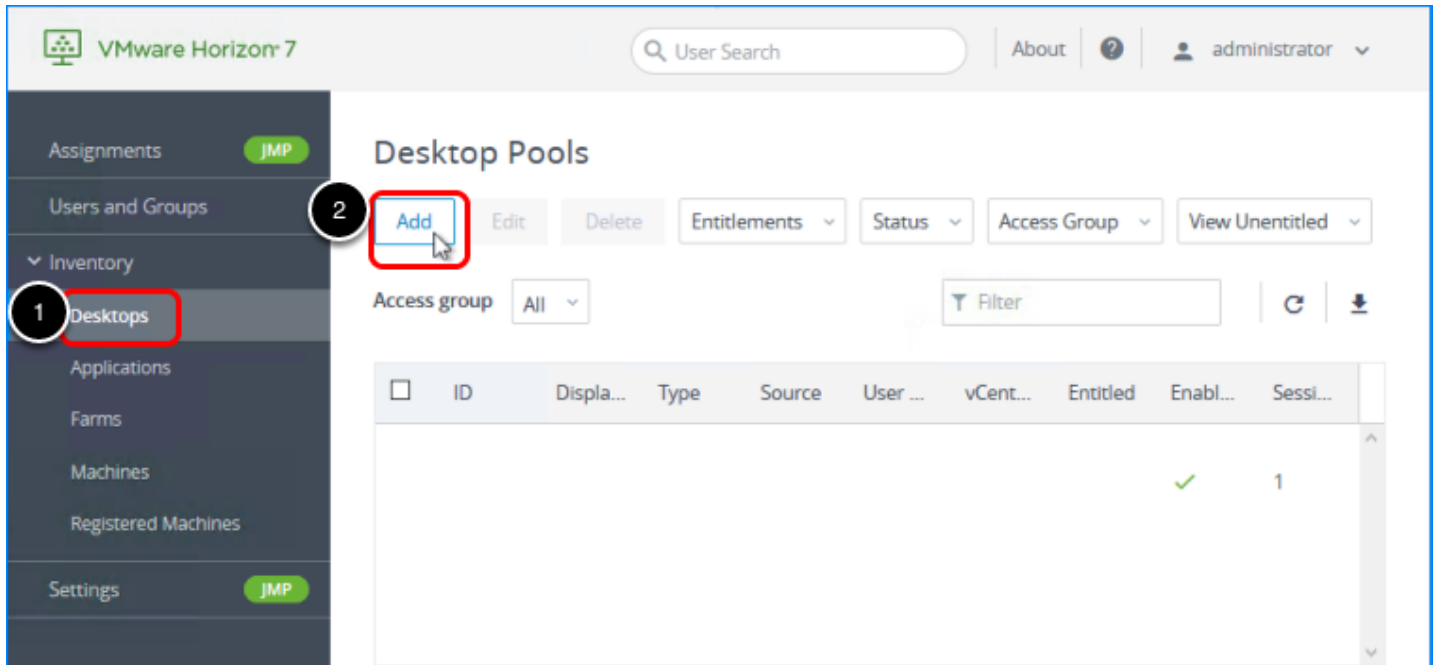 VMware Horizon® 7
User Search
About
administrator
Assignments JMP
Users and Groups
Inventory
1 Desktops
Applications
Farms
Machines
Registered Machines
Settings JMP
Desktop Pools
2 Add Edit Delete Entitlements Status Access Group View Unentitled
Access group All Filter
ID Displa... Type Source User ... vCent... Entitled Enabl... Sessi...
1